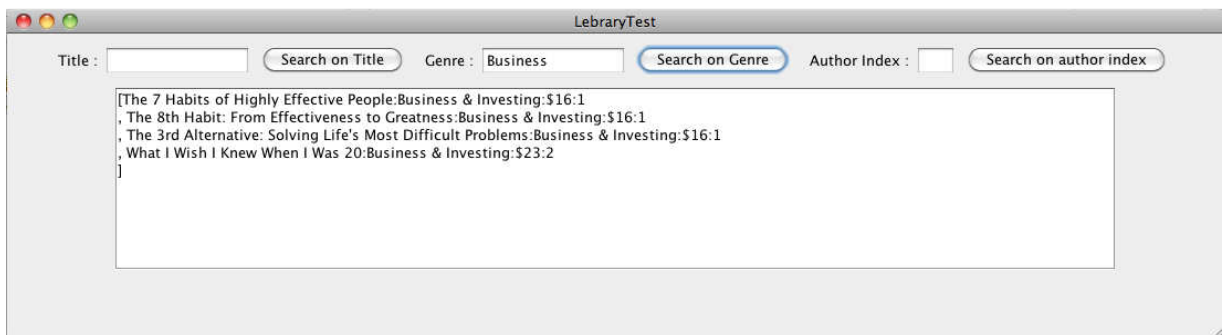 LebraryTest
Title : Search on Title Genre : Business Search on Genre Author Index : Search on author index
[The 7 Habits of Highly Effective People:Business & Investing:$16:1
, The 8th Habit: From Effectiveness to Greatness:Business & Investing:$16:1
, The 3rd Alternative: Solving Life's Most Difficult Problems:Business & Investing:$16:1
, What I Wish I Knew When I Was 20:Business & Investing:$23:2
]